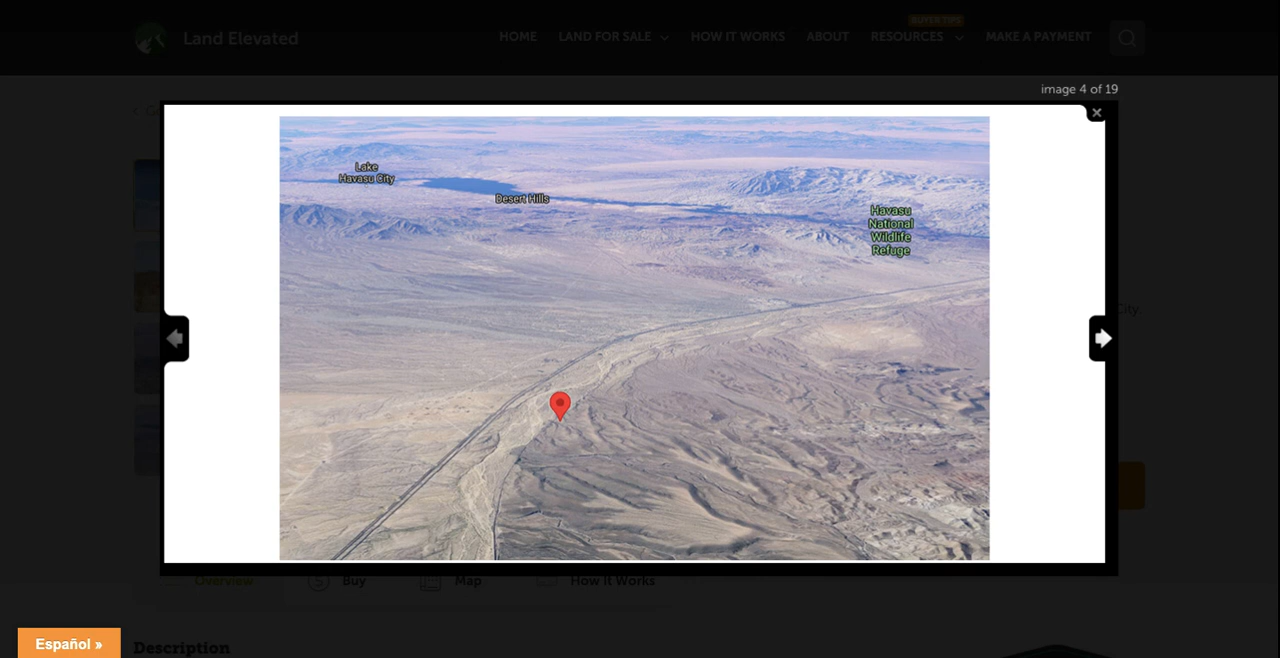 Land Elevated
HOME
LAND FOR SALE
HOW IT WORKS
ABOUT
BUYER TIPS
RESOURCES
MAKE A PAYMENT
image 4 of 19
Lake
Havasu City
Desert Hills
Havasu
National
Wildlife
Refuge
City.
Overview
Buy
Map
How It Works
Español »
Description